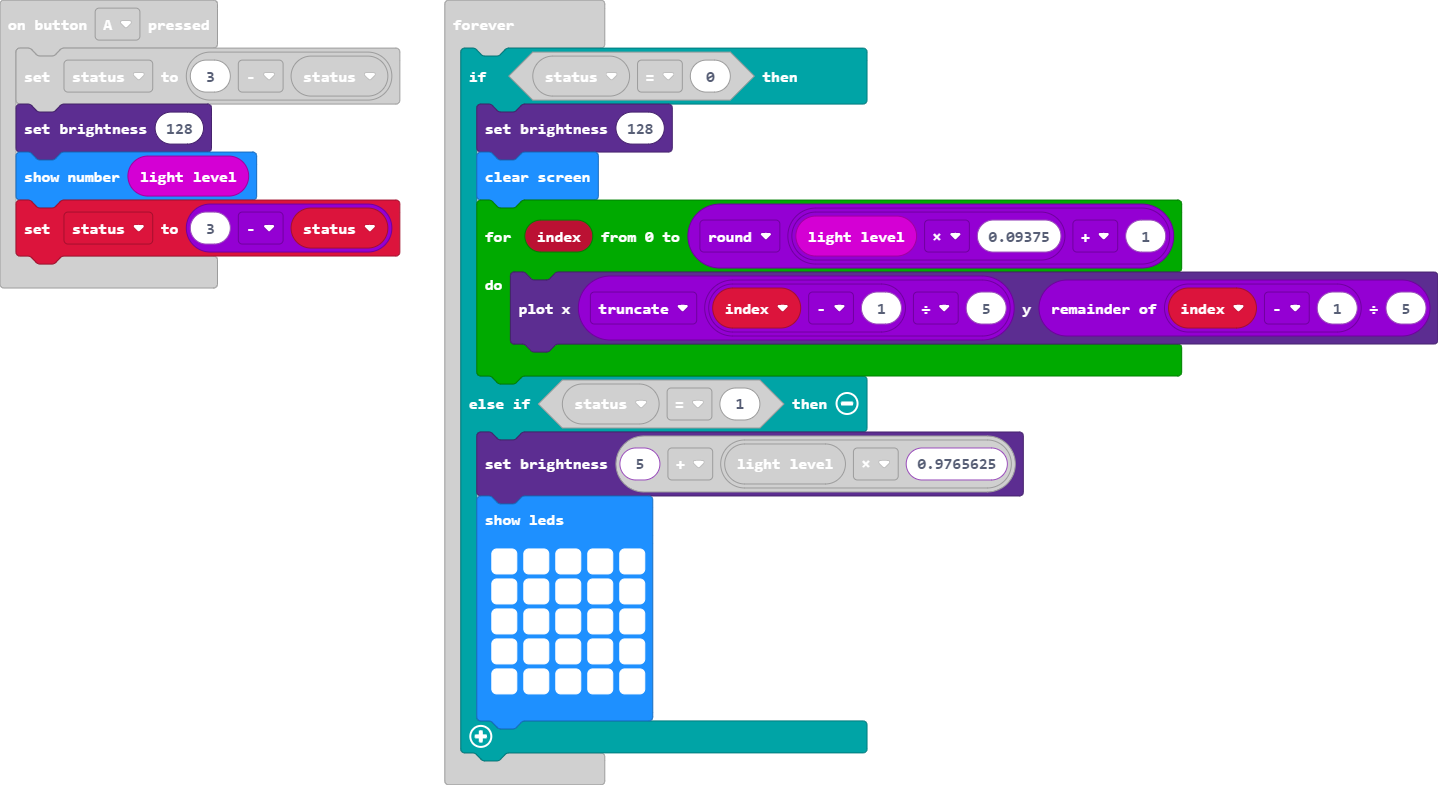 on button A pressed
set status to 3 - status
set brightness 128
show number light level
set status to 3 - status
forever
if status = 0 then
set brightness 128
clear screen
for index from 0 to round light level × 0.09375 + 1
do
plot x truncate index - 1 ÷ 5 y remainder of index - 1 ÷ 5
else if status = 1 then
set brightness 5 + light level × 0.9765625
show leds